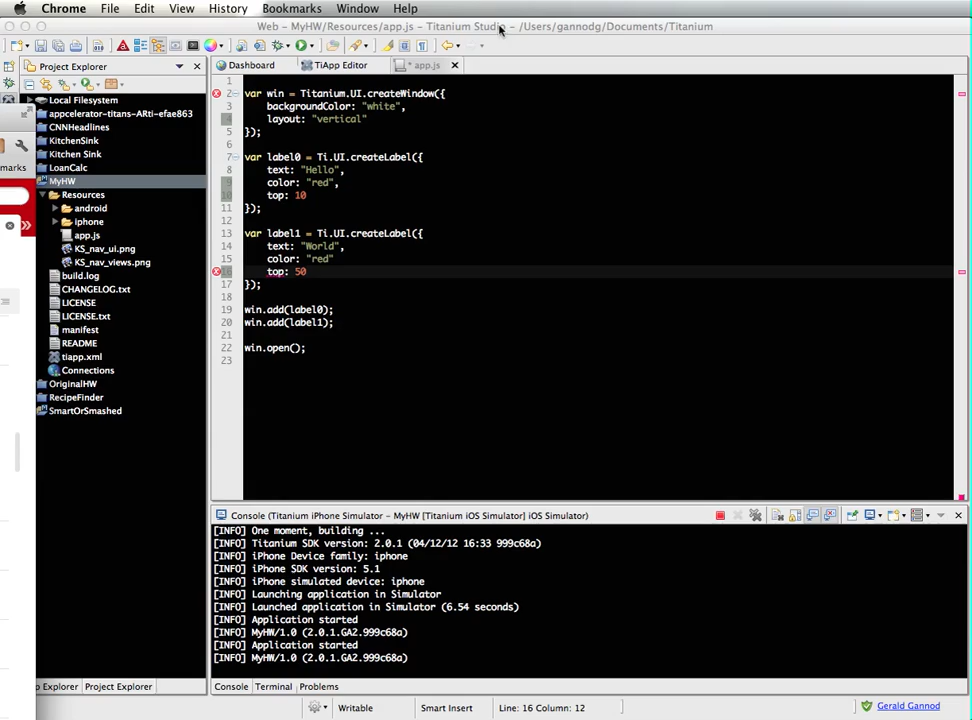 Chrome File Edit View History Bookmarks Window Help
Web – MyHW/Resources/app.js – Titanium Studio – /Users/gannodg/Documents/Titanium
Project Explorer
Dashboard TiApp Editor *app.js
Local Filesystem
appcelerator-titans-ARti-efae863
CNNHeadlines
KitchenSink
Kitchen Sink
LoanCalc
MyHW
Resources
android
iphone
app.js
KS_nav_ui.png
KS_nav_views.png
build.log
CHANGELOG.txt
LICENSE
LICENSE.txt
manifest
README
tiapp.xml
Connections
OriginalHW
RecipeFinder
SmartOrSmashed
marks
1
2 var win = Titanium.UI.createWindow({
3 backgroundColor: "white",
4 layout: "vertical"
5 });
6
7 var label0 = Ti.UI.createLabel({
8 text: "Hello",
9 color: "red",
10 top: 10
11 });
12
13 var label1 = Ti.UI.createLabel({
14 text: "World",
15 color: "red"
16 top: 50
17 });
18
19 win.add(label0);
20 win.add(label1);
21
22 win.open();
23
Console (Titanium iPhone Simulator - MyHW [Titanium iOS Simulator] iOS Simulator)
[INFO] One moment, building ...
[INFO] Titanium SDK version: 2.0.1 (04/12/12 16:33 999c68a)
[INFO] iPhone Device family: iphone
[INFO] iPhone SDK version: 5.1
[INFO] iPhone simulated device: iphone
[INFO] Launching application in Simulator
[INFO] Launched application in Simulator (6.54 seconds)
[INFO] Application started
[INFO] MyHW/1.0 (2.0.1.GA2.999c68a)
[INFO] Application started
[INFO] MyHW/1.0 (2.0.1.GA2.999c68a)
p Explorer Project Explorer
Console Terminal Problems
Writable Smart Insert Line: 16 Column: 12 Gerald Gannod